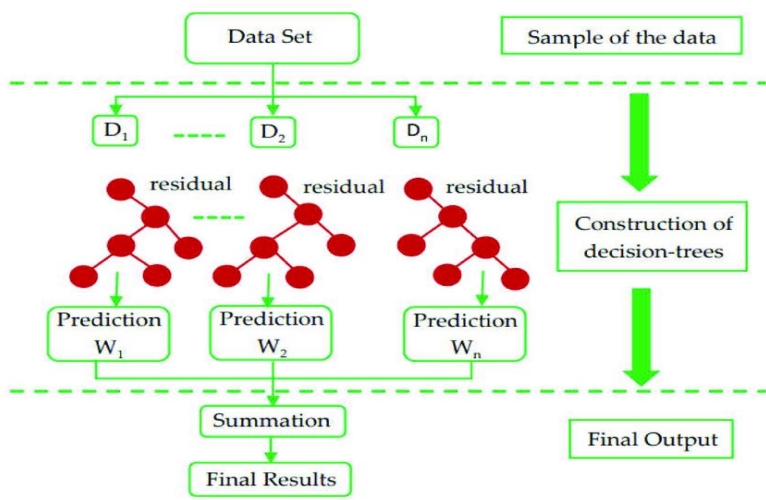 Data Set
Sample of the data
D₁
D₂
Dₙ
residual
residual
residual
Construction of
decision-trees
Prediction
W₁
Prediction
W₂
Prediction
Wₙ
Summation
Final Output
Final Results